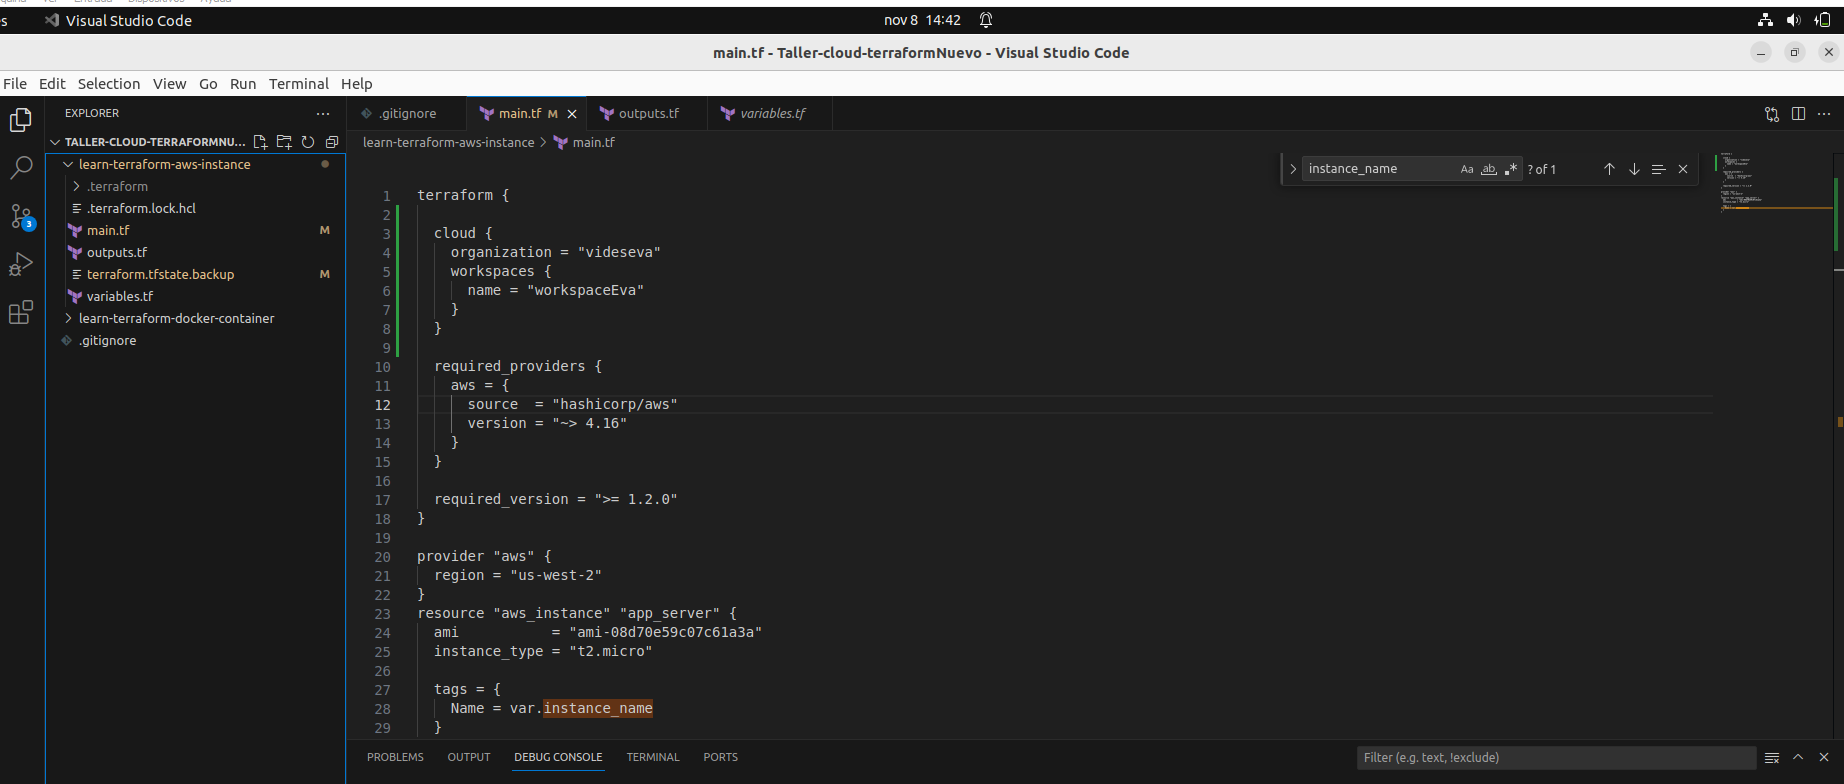 Visual Studio Code
nov 8 14:42
main.tf - Taller-cloud-terraformNuevo - Visual Studio Code
File Edit Selection View Go Run Terminal Help
EXPLORER
TALLER-CLOUD-TERRAFORMNU...
learn-terraform-aws-instance
.terraform
.terraform.lock.hcl
main.tf M
outputs.tf
terraform.tfstate.backup M
variables.tf
learn-terraform-docker-container
.gitignore
3
.gitignore main.tf M outputs.tf variables.tf
learn-terraform-aws-instance > main.tf
instance_name Aa ab .* ? of 1
1 terraform {
2
3 cloud {
4 organization = "videseva"
5 workspaces {
6 name = "workspaceEva"
7 }
8 }
9
10 required_providers {
11 aws = {
12 source = "hashicorp/aws"
13 version = "~> 4.16"
14 }
15 }
16
17 required_version = ">= 1.2.0"
18 }
19
20 provider "aws" {
21 region = "us-west-2"
22 }
23 resource "aws_instance" "app_server" {
24 ami = "ami-08d70e59c07c61a3a"
25 instance_type = "t2.micro"
26
27 tags = {
28 Name = var.instance_name
29 }
PROBLEMS OUTPUT DEBUG CONSOLE TERMINAL PORTS
Filter (e.g. text, !exclude)